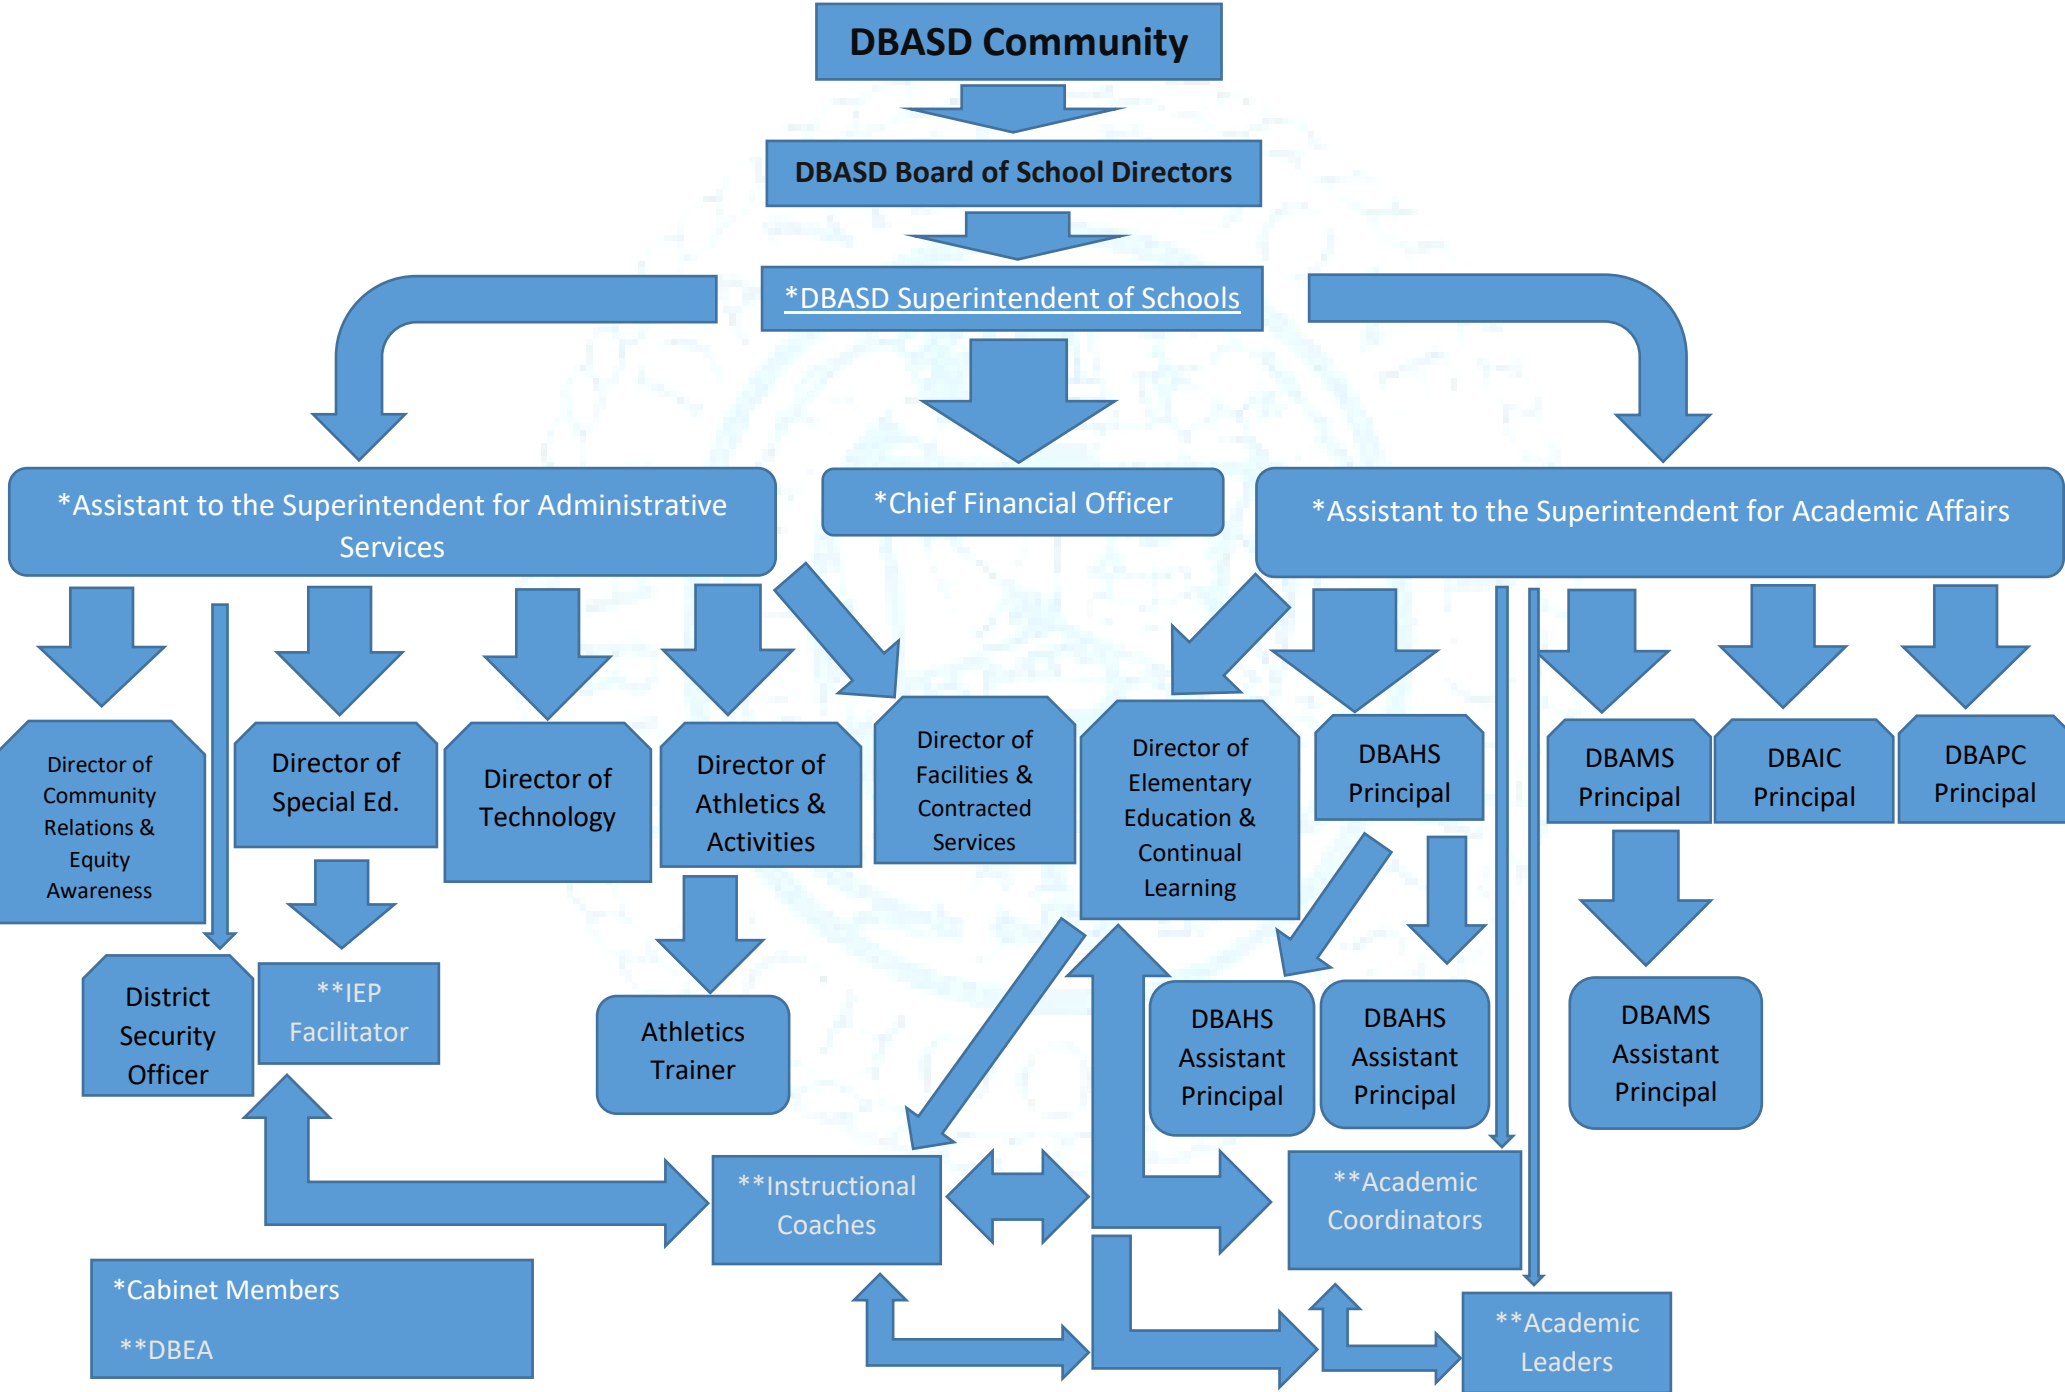 DBASD Community
DBASD Board of School Directors
*DBASD Superintendent of Schools
*Assistant to the Superintendent for Administrative
Services
*Chief Financial Officer
*Assistant to the Superintendent for Academic Affairs
Director of
Community
Relations &
Equity
Awareness
Director of
Special Ed.
Director of
Technology
Director of
Athletics &
Activities
Director of
Facilities &
Contracted
Services
Director of
Elementary
Education &
Continual
Learning
DBAHS
Principal
DBAMS
Principal
DBAIC
Principal
DBAPC
Principal
District
Security
Officer
**IEP
Facilitator
Athletics
Trainer
DBAHS
Assistant
Principal
DBAHS
Assistant
Principal
DBAMS
Assistant
Principal
**Instructional
Coaches
**Academic
Coordinators
**Academic
Leaders
*Cabinet Members
**DBEA